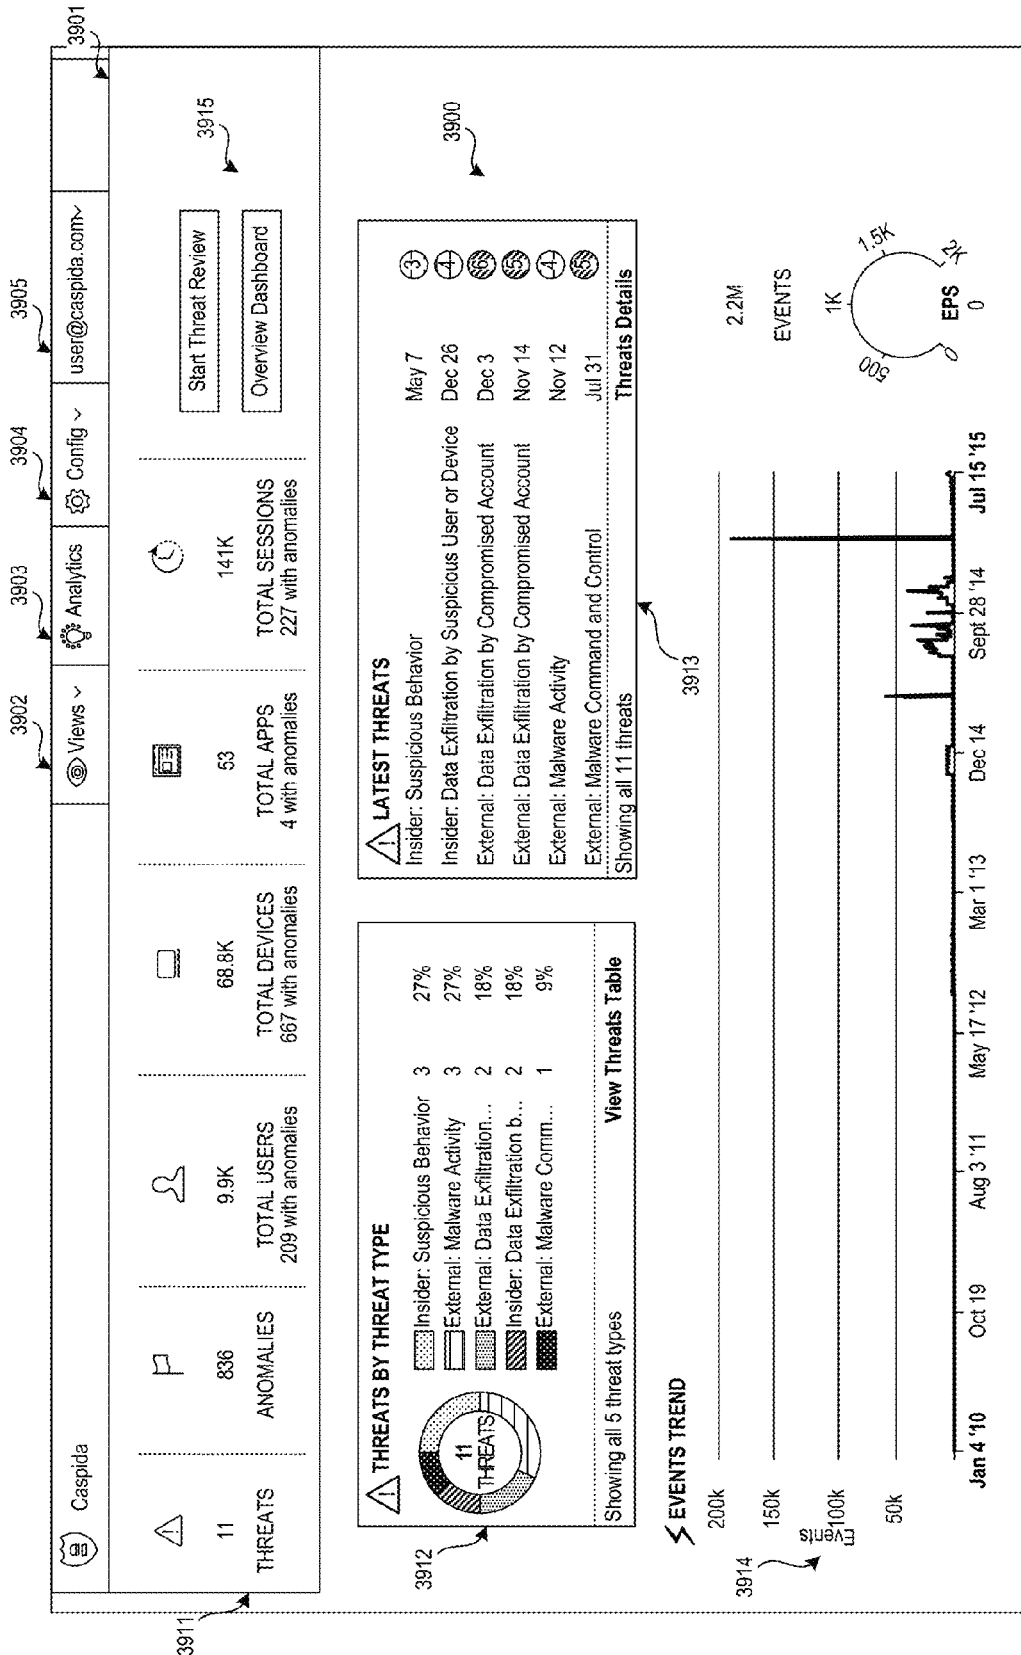 3902
3903
3904
3905
3901
Caspida
Views
Analytics
Config
user@caspida.com
3911
11
THREATS
836
ANOMALIES
9.9K
TOTAL USERS
209 with anomalies
68.8K
TOTAL DEVICES
667 with anomalies
53
TOTAL APPS
4 with anomalies
141K
TOTAL SESSIONS
227 with anomalies
Start Threat Review
Overview Dashboard
3915
3912
THREATS BY THREAT TYPE
11
THREATS
Insider: Suspicious Behavior 3 27%
External: Malware Activity 3 27%
External: Data Exfiltration... 2 18%
Insider: Data Exfiltration b... 2 18%
External: Malware Comm... 1 9%
Showing all 5 threat types View Threats Table
LATEST THREATS
Insider: Suspicious Behavior May 7 3
Insider: Data Exfiltration by Suspicious User or Device Dec 26 4
External: Data Exfiltration by Compromised Account Dec 3 6
External: Data Exfiltration by Compromised Account Nov 14 5
External: Malware Activity Nov 12 4
External: Malware Command and Control Jul 31 5
Showing all 11 threats Threats Details
3900
3913
EVENTS TREND
3914
Events
200k
150k
100k
50k
Jan 4 '10 Oct 19 Aug 3 '11 May 17 '12 Mar 1 '13 Dec 14 Sept 28 '14 Jul 15 '15
2.2M
EVENTS
0 500 1K 1.5K 2K
EPS
0